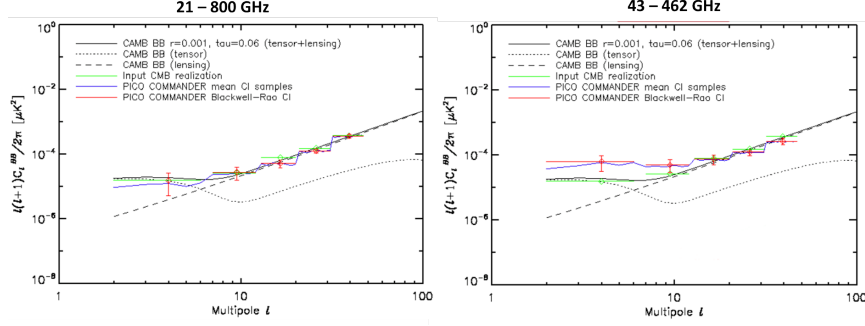 21 – 800 GHz
10⁰
CAMB BB r=0.001, tau=0.06 (tensor+lensing)
CAMB BB (tensor)
CAMB BB (lensing)
Input CMB realization
PICO COMMANDER mean Cl samples
PICO COMMANDER Blackwell-Rao Cl
10⁻²
10⁻⁴
10⁻⁶
10⁻⁸
ℓ(ℓ+1)Cℓ ᴮᴮ/2π [μK²]
1
10
100
Multipole ℓ
43 – 462 GHz
10⁰
CAMB BB r=0.001, tau=0.06 (tensor+lensing)
CAMB BB (tensor)
CAMB BB (lensing)
Input CMB realization
PICO COMMANDER mean Cl samples
PICO COMMANDER Blackwell-Rao Cl
10⁻²
10⁻⁴
10⁻⁶
10⁻⁸
ℓ(ℓ+1)Cℓ ᴮᴮ/2π [μK²]
1
10
100
Multipole ℓ